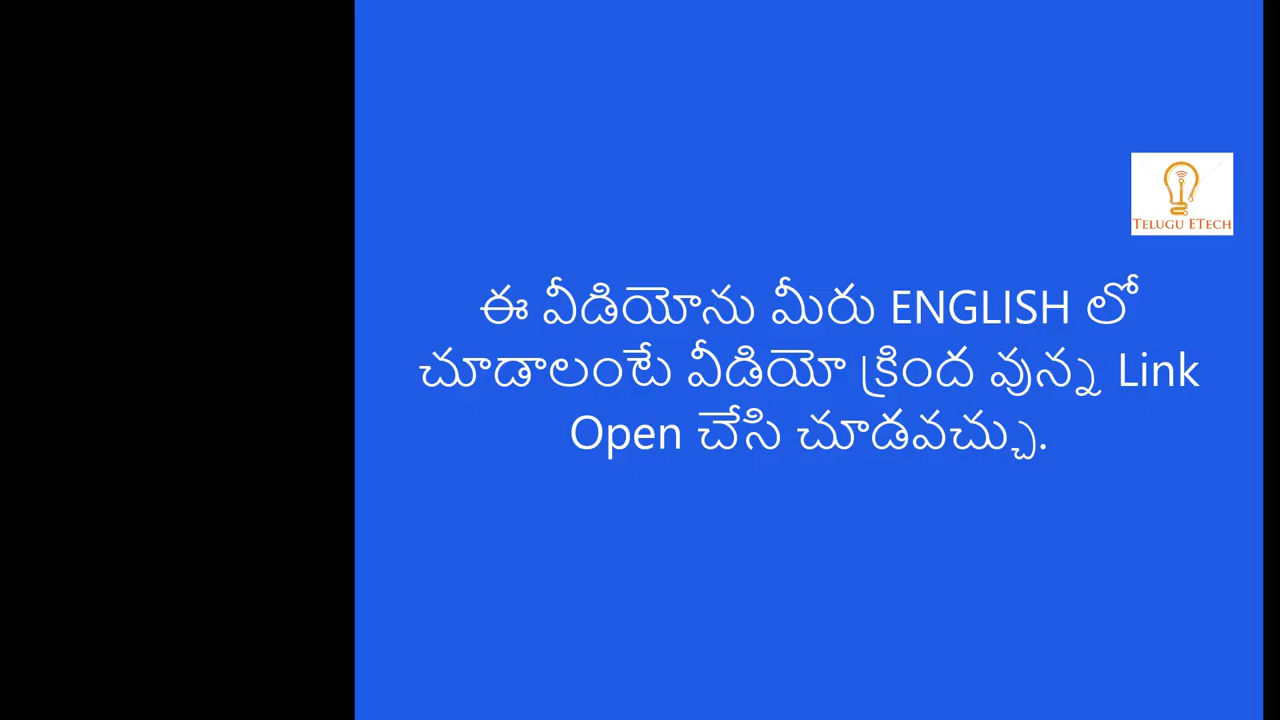 TELUGU ETECH
ఈ వీడియోను మీరు ENGLISH లో
చూడాలంటే వీడియో క్రింద వున్న Link
Open చేసి చూడవచ్చు.